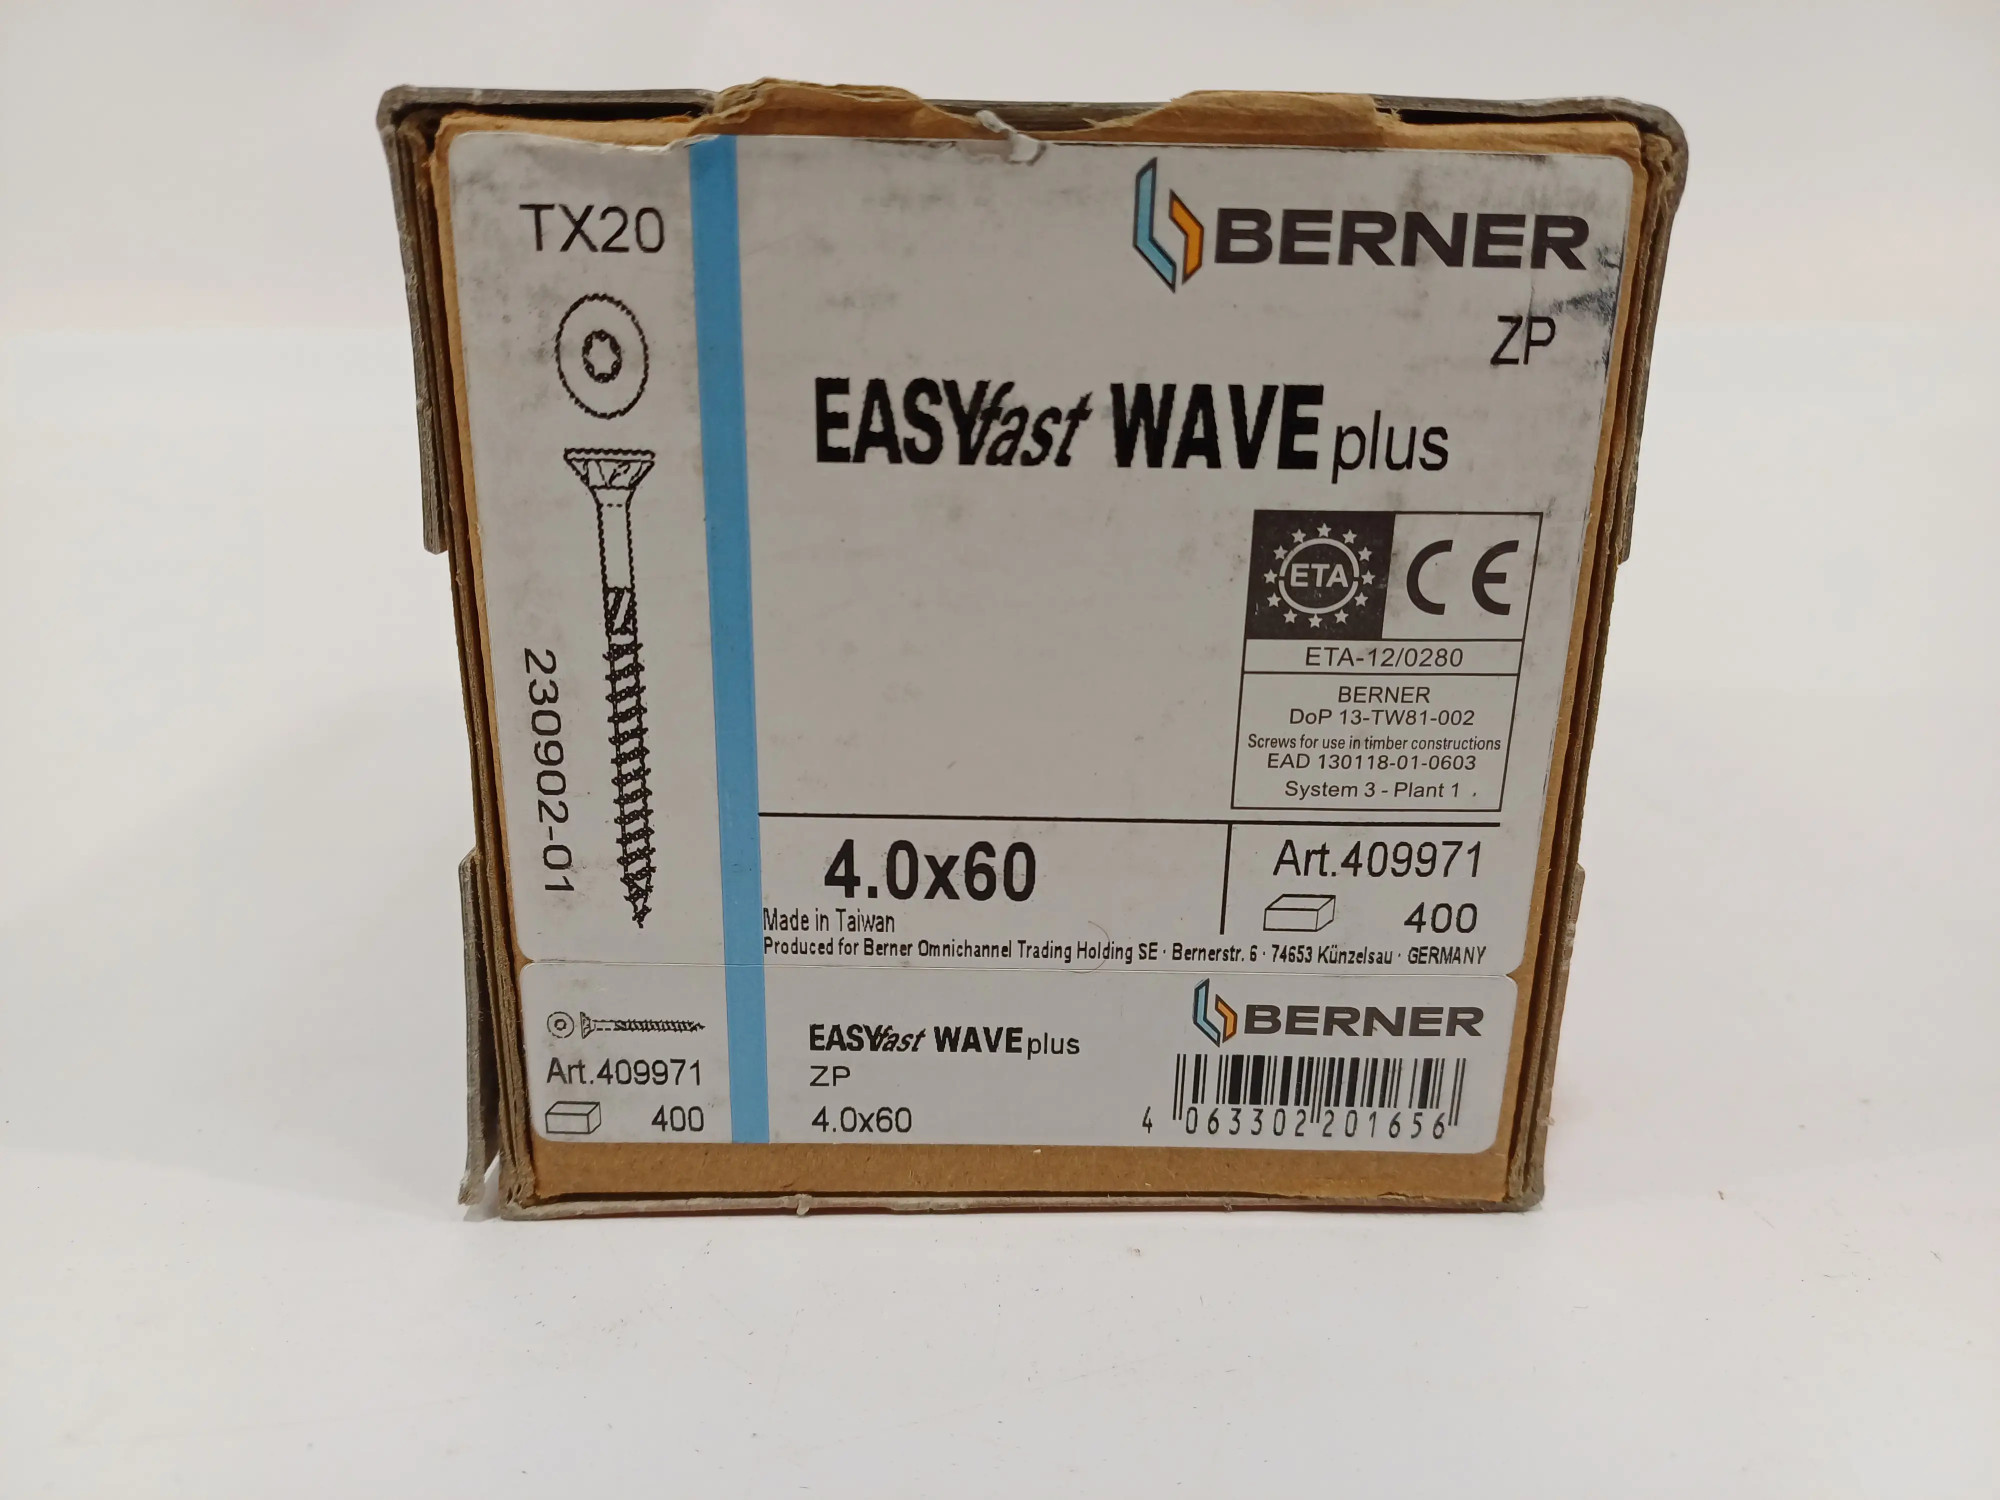 TX20
BERNER
ZP
EASYfast WAVE plus
ETA
CE
ETA-12/0280
BERNER
DoP 13-TW81-002
Screws for use in timber constructions
EAD 130118-01-0603
System 3 - Plant 1
230902-01
4.0x60
Art.409971
400
Made in Taiwan
Produced for Berner Omnichannel Trading Holding SE · Bernerstr. 6 · 74653 Künzelsau · GERMANY
Art.409971
400
EASYfast WAVE plus
ZP
4.0x60
BERNER
4 063302 201656